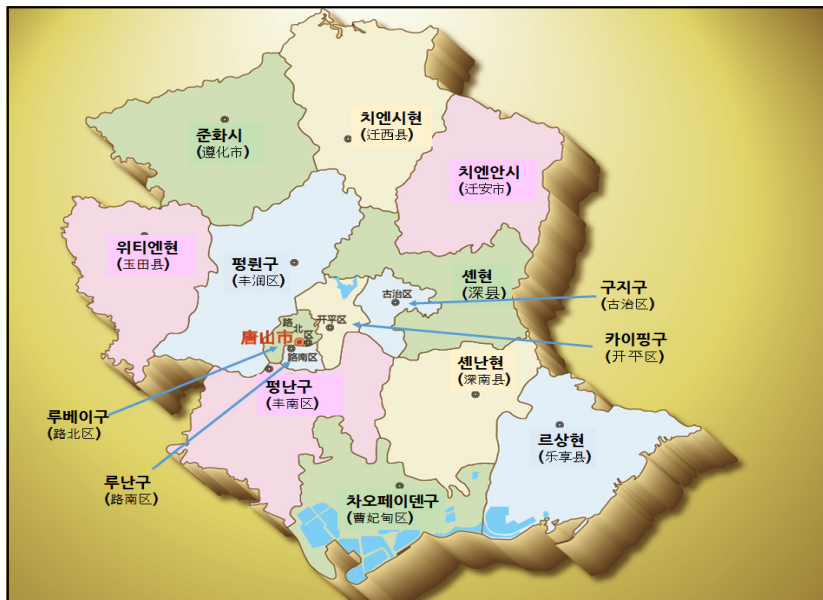 치엔시현
(迁西县)
준화시
(遵化市)
치엔안시
(迁安市)
위티엔현
(玉田县)
펑뤈구
(丰润区)
셴현
(深县)
구지구
(古治区)
古治区
开平区
카이핑구
(开平区)
路
北
区
唐山市
路南区
펑난구
(丰南区)
셴난현
(深南县)
루베이구
(路北区)
르상현
(乐享县)
루난구
(路南区)
차오페이뎬구
(曹妃甸区)